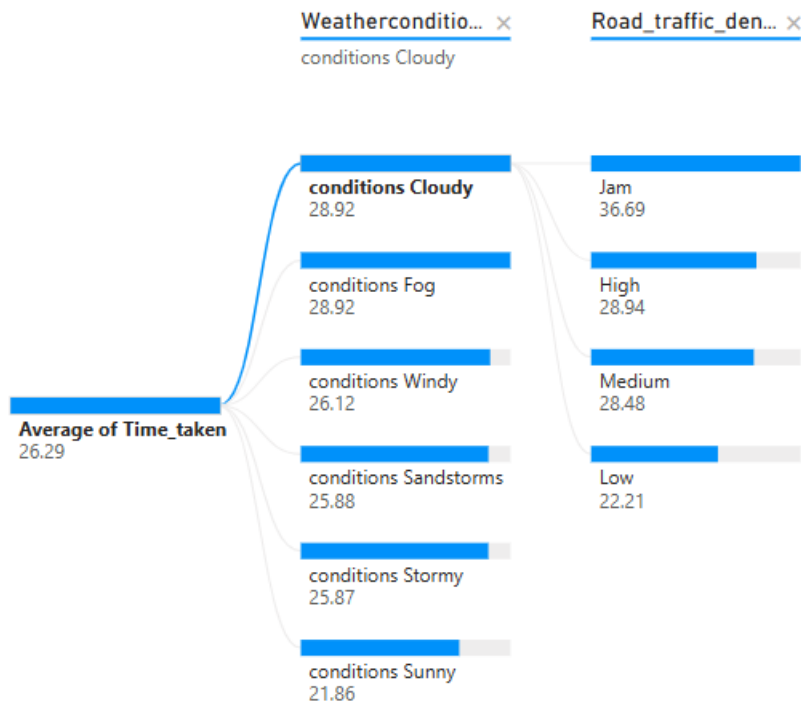 Weatherconditio... ×
Road_traffic_den... ×
conditions Cloudy
conditions Cloudy
28.92
Jam
36.69
conditions Fog
28.92
High
28.94
conditions Windy
26.12
Medium
28.48
Average of Time_taken
26.29
conditions Sandstorms
25.88
Low
22.21
conditions Stormy
25.87
conditions Sunny
21.86